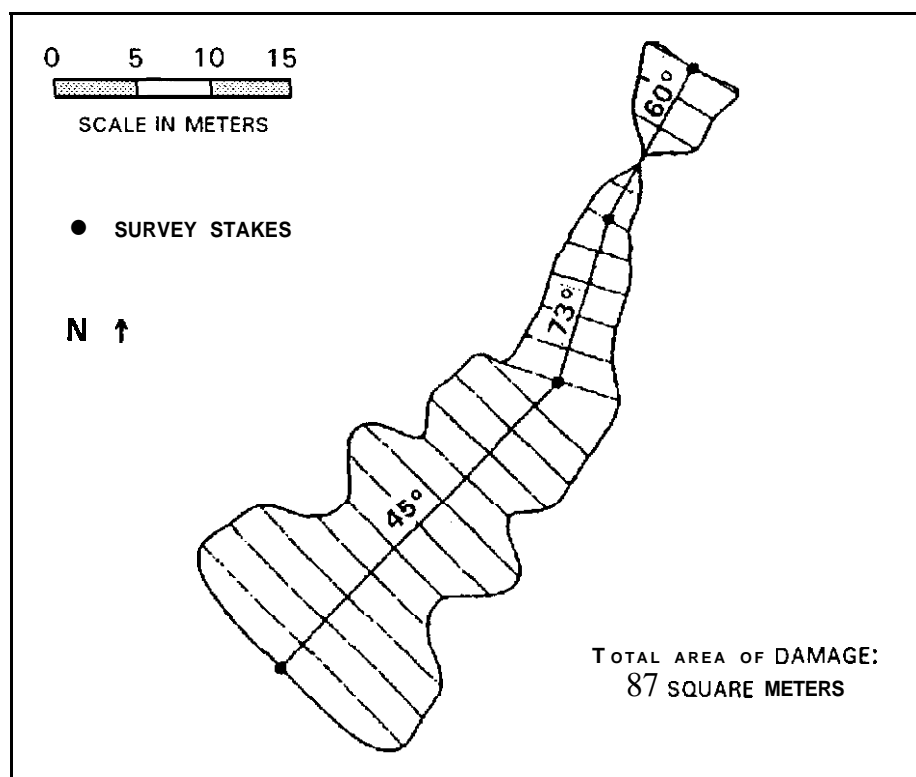 0 5 10 15
SCALE IN METERS
● SURVEY STAKES
N ↑
60°
73°
45°
TOTAL AREA OF DAMAGE:
87 SQUARE METERS